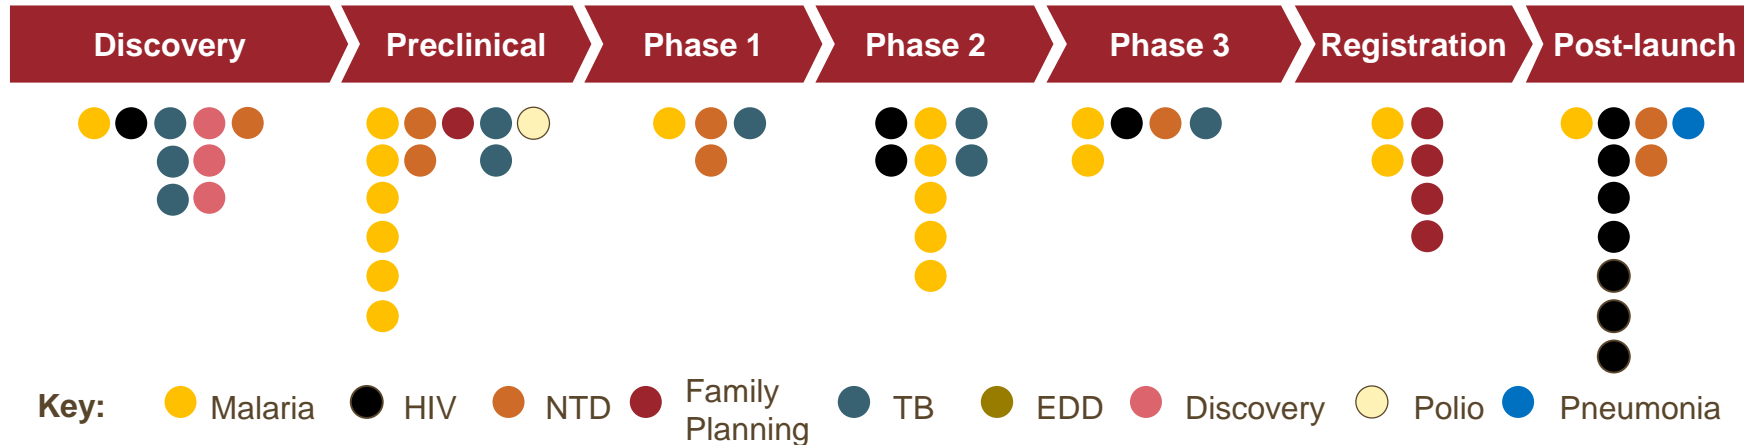 Discovery
Preclinical
Phase 1
Phase 2
Phase 3
Registration
Post-launch
Key:
Malaria
HIV
NTD
Family
Planning
TB
EDD
Discovery
Polio
Pneumonia